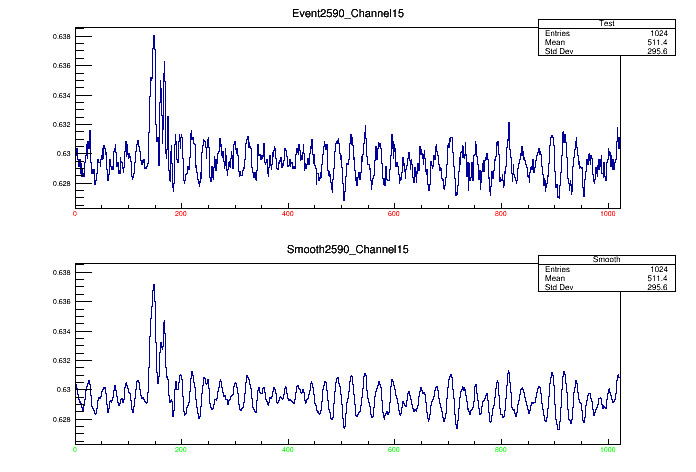 Event2590_Channel15
Test
Entries 1024
Mean 511.4
Std Dev 295.6
0.638
0.636
0.634
0.632
0.63
0.628
0 200 400 600 800 1000
Smooth2590_Channel15
Smooth
Entries 1024
Mean 511.4
Std Dev 295.6
0.638
0.636
0.634
0.632
0.63
0.628
0 200 400 600 800 1000